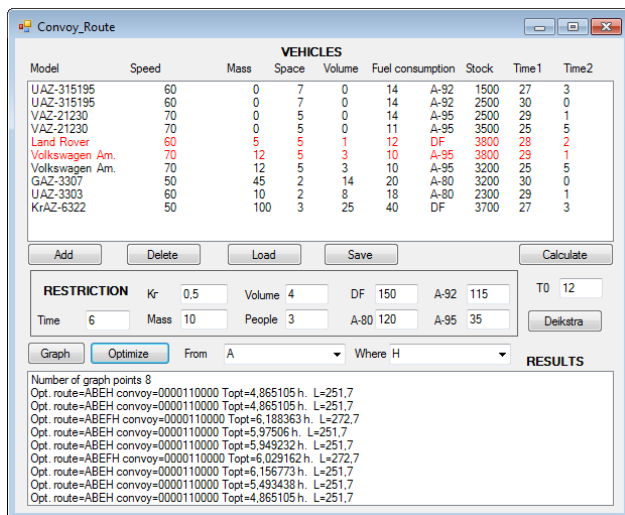 Convoy_Route
VEHICLES
Model Speed Mass Space Volume Fuel consumption Stock Time1 Time2
UAZ-315195 60 0 7 0 14 A-92 1500 27 3
UAZ-315195 60 0 7 0 14 A-92 2500 30 0
VAZ-21230 70 0 5 0 14 A-95 2500 29 1
VAZ-21230 70 0 5 0 11 A-95 3500 25 5
Land Rover 60 5 5 1 12 DF 3800 28 2
Volkswagen Am. 70 12 5 3 10 A-95 3800 29 1
Volkswagen Am. 70 12 5 3 10 A-95 3200 25 5
GAZ-3307 50 45 2 14 20 A-80 3200 30 0
UAZ-3303 60 10 2 8 18 A-80 2300 29 1
KrAZ-6322 50 100 3 25 40 DF 3700 27 3
Add Delete Load Save Calculate
RESTRICTION Kr 0,5 Volume 4 DF 150 A-92 115 T0 12
Time 6 Mass 10 People 3 A-80 120 A-95 35 Deikstra
Graph Optimize From A Where H RESULTS
Number of graph points 8
Opt. route=ABEH convoy=0000110000 Topt=4,865105 h. L=251,7
Opt. route=ABEH convoy=0000110000 Topt=4,865105 h. L=251,7
Opt. route=ABEFH convoy=0000110000 Topt=6,188363 h. L=272,7
Opt. route=ABEH convoy=0000110000 Topt=5,97506 h. L=251,7
Opt. route=ABEH convoy=0000110000 Topt=5,949232 h. L=251,7
Opt. route=ABEFH convoy=0000110000 Topt=6,029162 h. L=272,7
Opt. route=ABEH convoy=0000110000 Topt=6,156773 h. L=251,7
Opt. route=ABEH convoy=0000110000 Topt=5,493438 h. L=251,7
Opt. route=ABEH convoy=0000110000 Topt=4,865105 h. L=251,7